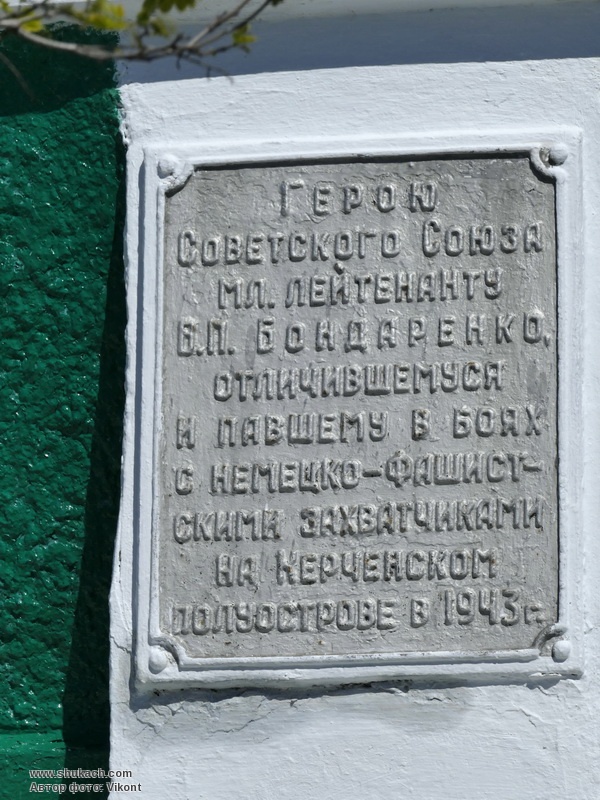 Герою
Советского Союза
мл. лейтенанту
В.П. Бондаренко,
отличившемуся
и павшему в боях
с немецко-фашист-
скими захватчиками
на Керченском
полуострове в 1943 г.
www.shukach.com
Автор фото: Vikont